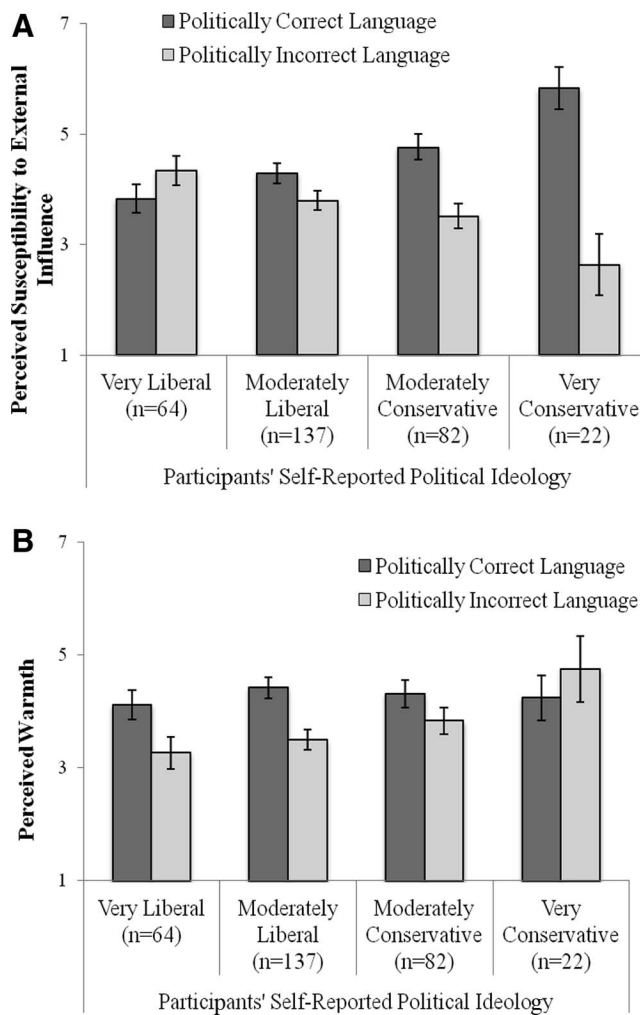 A
7
Politically Correct Language
Politically Incorrect Language
5
3
1
Perceived Susceptibility to External
Influence
Very Liberal
(n=64)
Moderately
Liberal
(n=137)
Moderately
Conservative
(n=82)
Very
Conservative
(n=22)
Participants' Self-Reported Political Ideology
B
7
Politically Correct Language
Politically Incorrect Language
5
3
1
Perceived Warmth
Very Liberal
(n=64)
Moderately
Liberal
(n=137)
Moderately
Conservative
(n=82)
Very
Conservative
(n=22)
Participants' Self-Reported Political Ideology